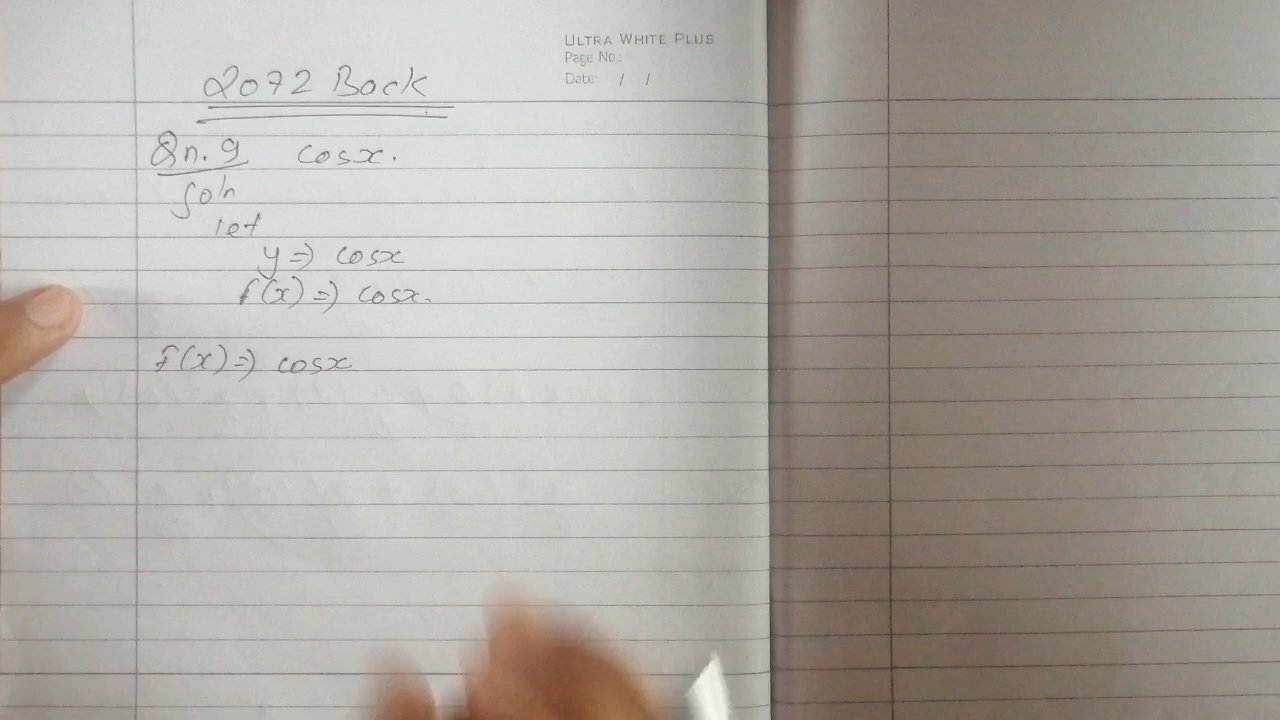 ULTRA WHITE PLUS
Page No.:
Date: / /
2072 Back
Qn. 9 cosx.
Soln
let
y => cosx
f(x) => cosx.
f(x) => cosx